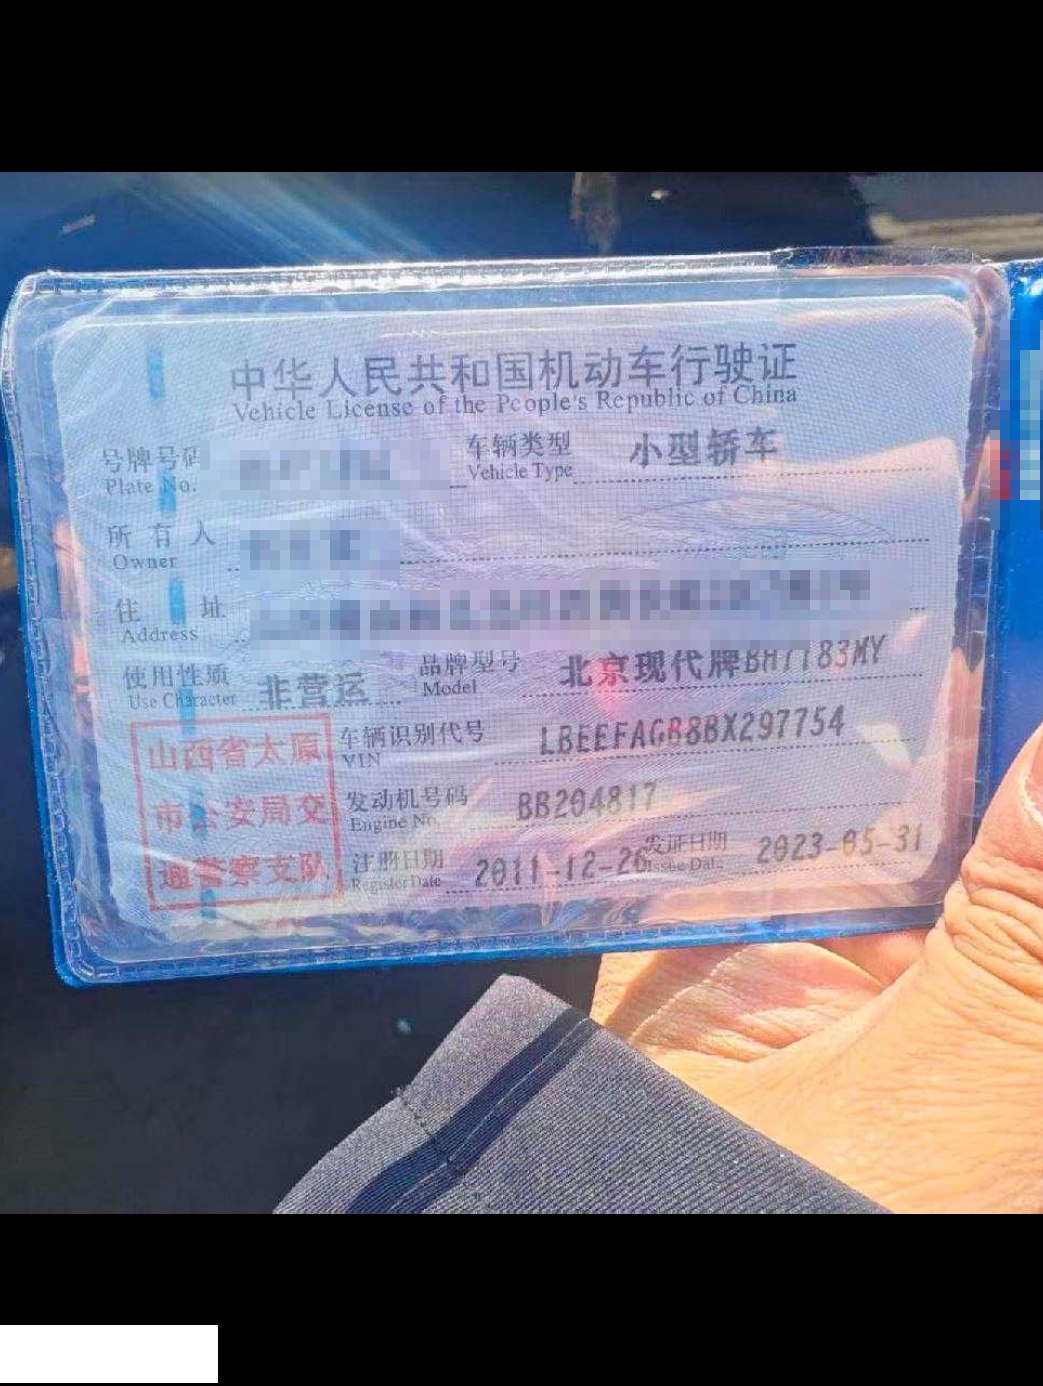 中华人民共和国机动车行驶证
Vehicle License of the People's Republic of China
号牌号码 车辆类型 小型轿车
Plate No. Vehicle Type
所有人
Owner
住址
Address
使用性质 非营运 品牌型号 北京现代牌BH7183MY
Use Character Model
山西省太原 车辆识别代号 LBEEFAGB8BX297754
VIN
市公安局交 发动机号码 BB204817
Engine No.
通警察支队 注册日期 2011-12-26 发证日期 2023-05-31
Register Date Issue Date